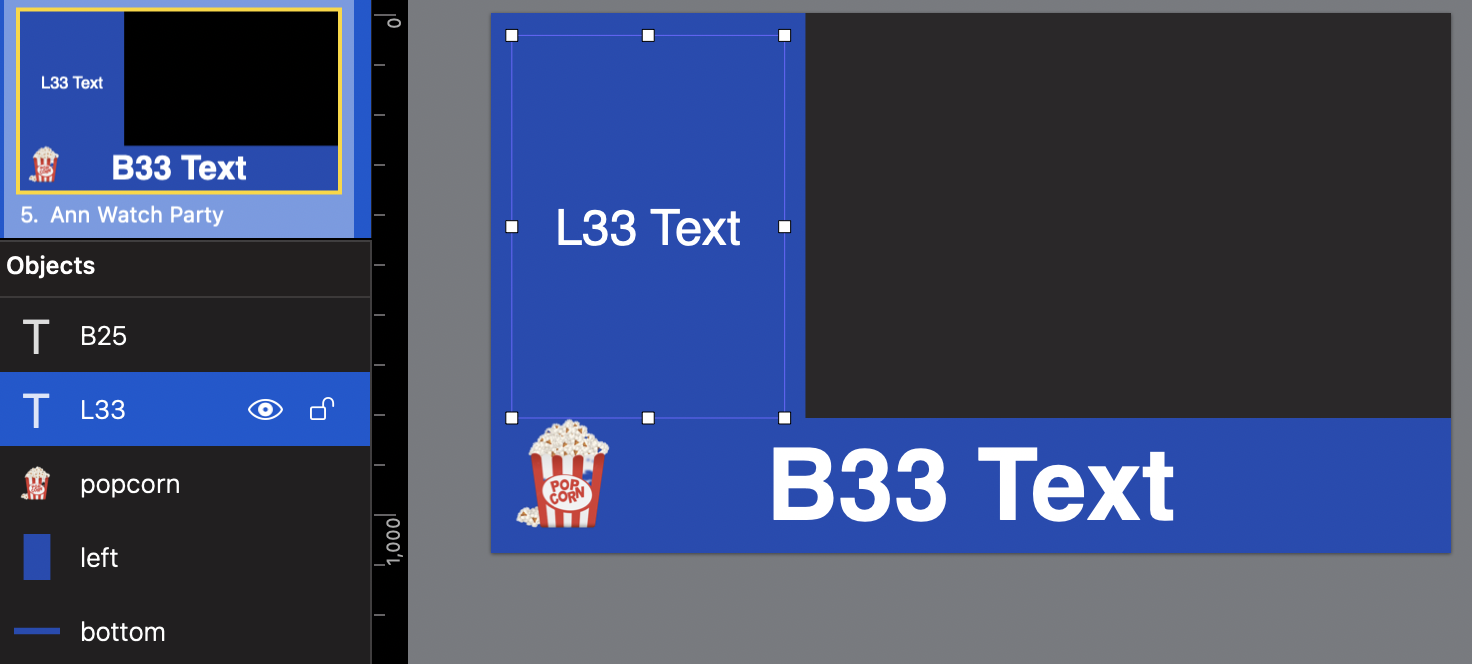 L33 Text
B33 Text
5. Ann Watch Party
Objects
B25
L33
popcorn
left
bottom
0
1,000
L33 Text
POP
CORN
B33 Text